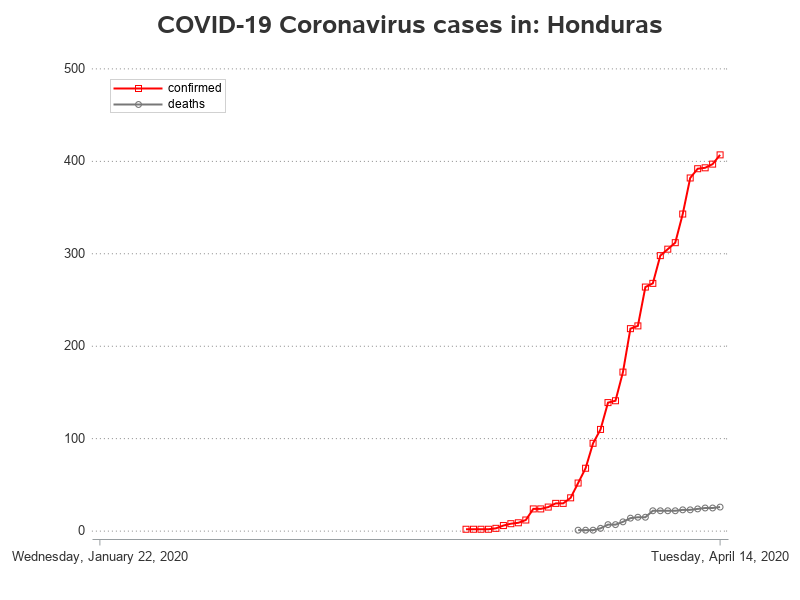 COVID-19 Coronavirus cases in: Honduras
500
confirmed
deaths
400
300
200
100
0
Wednesday, January 22, 2020
Tuesday, April 14, 2020